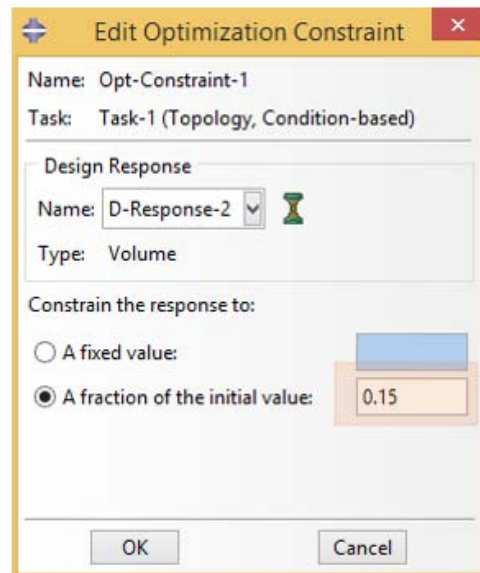 Edit Optimization Constraint
Name: Opt-Constraint-1
Task: Task-1 (Topology, Condition-based)
Design Response
Name: D-Response-2
Type: Volume
Constrain the response to:
A fixed value:
A fraction of the initial value: 0.15
OK Cancel